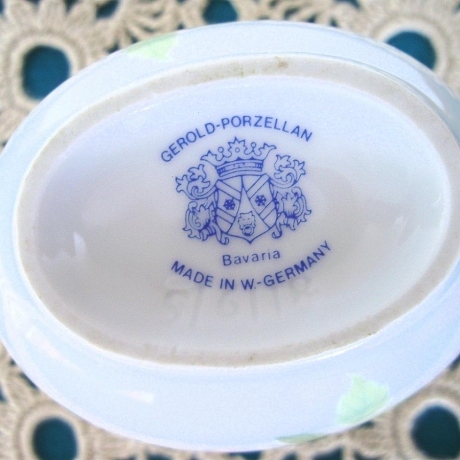 GEROLD-PORZELLAN
Bavaria
MADE IN W.-GERMANY